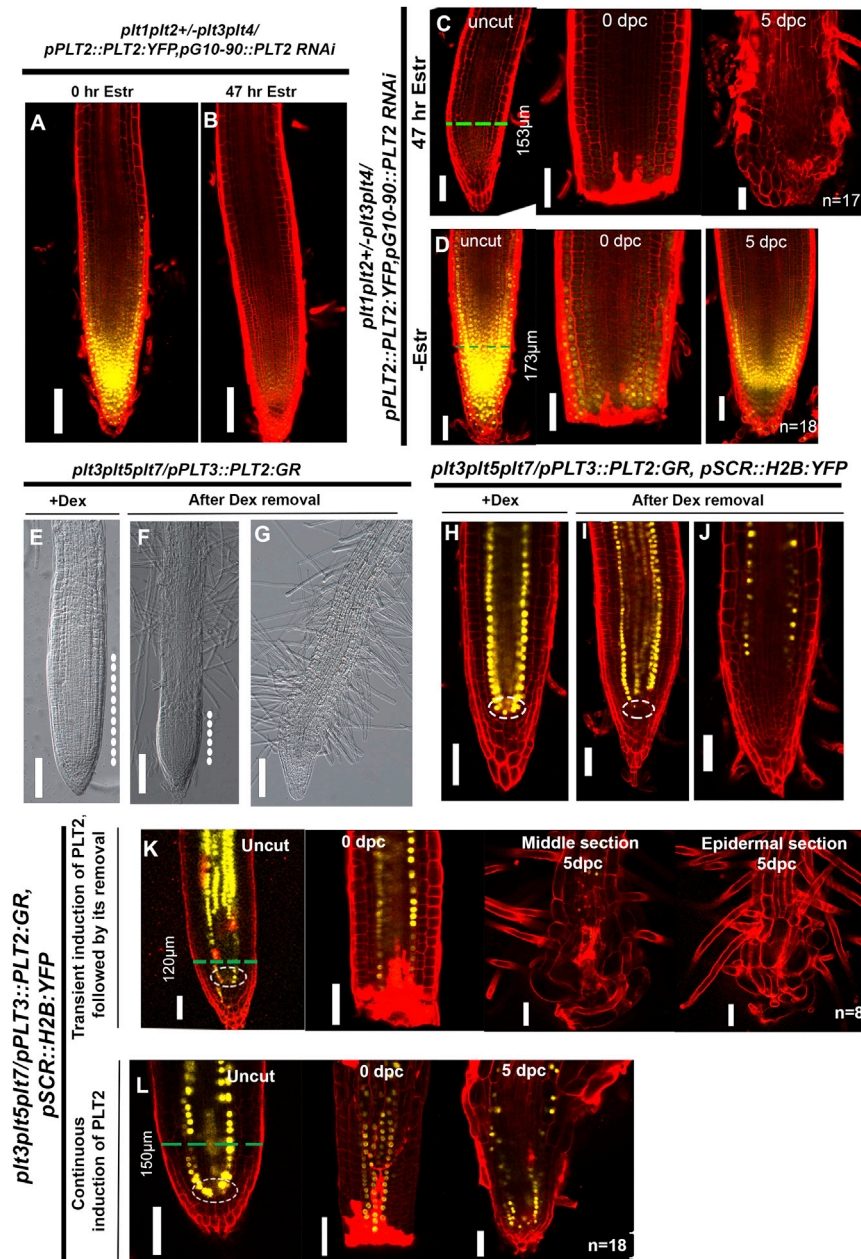 plt1plt2+/-plt3plt4/
pPLT2::PLT2:YFP,pG10-90::PLT2 RNAi
0 hr Estr
47 hr Estr
A
B
plt1plt2+/-plt3plt4/
pPLT2::PLT2:YFP,pG10-90::PLT2 RNAi
47 hr Estr
C
uncut
0 dpc
5 dpc
153µm
n=17
-Estr
D
uncut
0 dpc
5 dpc
173µm
n=18
plt3plt5plt7/pPLT3::PLT2:GR
+Dex
After Dex removal
E
F
G
plt3plt5plt7/pPLT3::PLT2:GR, pSCR::H2B:YFP
+Dex
After Dex removal
H
I
J
plt3plt5plt7/pPLT3::PLT2:GR,
pSCR::H2B:YFP
Transient induction of PLT2,
followed by its removal
K
Uncut
0 dpc
Middle section
5dpc
Epidermal section
5dpc
120µm
n=8
Continuous
induction of PLT2
L
Uncut
0 dpc
5 dpc
150µm
n=18